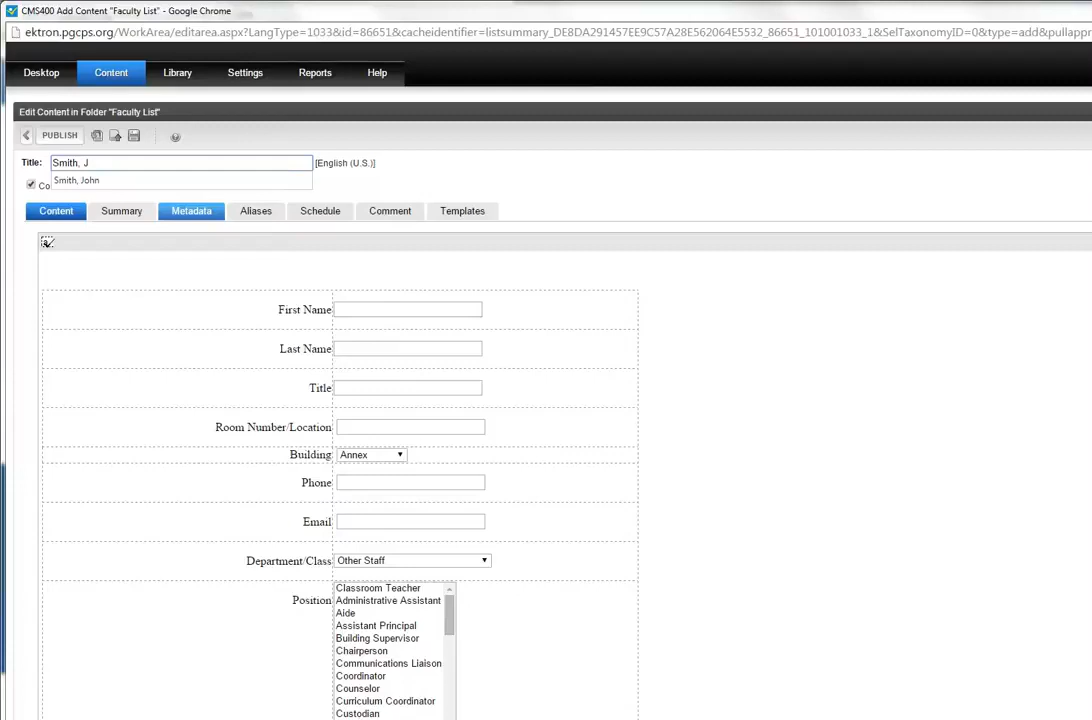 CMS400 Add Content "Faculty List" - Google Chrome
ektron.pgcps.org/WorkArea/editarea.aspx?LangType=1033&id=86651&cacheidentifier=listsummary_DE8DA291457EE9C57A28E562064E5532_86651_101001033_1&SelTaxonomyID=0&type=add&pullappr
Desktop Content Library Settings Reports Help
Edit Content in Folder "Faculty List"
PUBLISH
Title: Smith, J [English (U.S.)]
Smith, John
Co
Content Summary Metadata Aliases Schedule Comment Templates
First Name
Last Name
Title
Room Number/Location
Building Annex
Phone
Email
Department/Class Other Staff
Position
Classroom Teacher
Administrative Assistant
Aide
Assistant Principal
Building Supervisor
Chairperson
Communications Liaison
Coordinator
Counselor
Curriculum Coordinator
Custodian